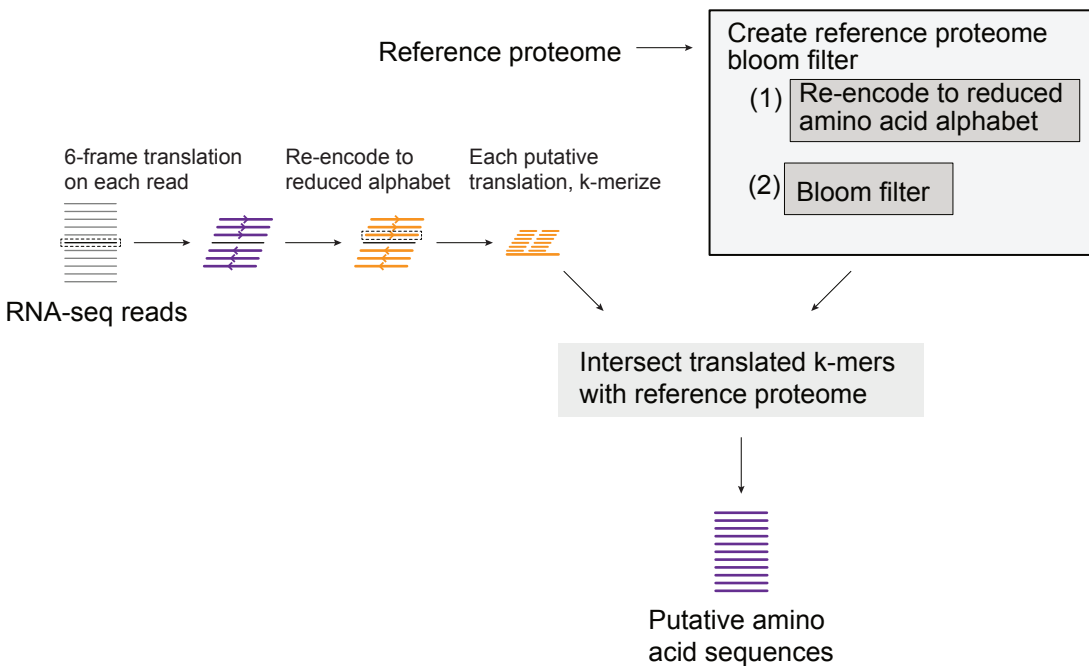 Reference proteome
Create reference proteome
bloom filter
(1)
Re-encode to reduced
amino acid alphabet
(2)
Bloom filter
6-frame translation
on each read
Re-encode to
reduced alphabet
Each putative
translation, k-merize
RNA-seq reads
Intersect translated k-mers
with reference proteome
Putative amino
acid sequences